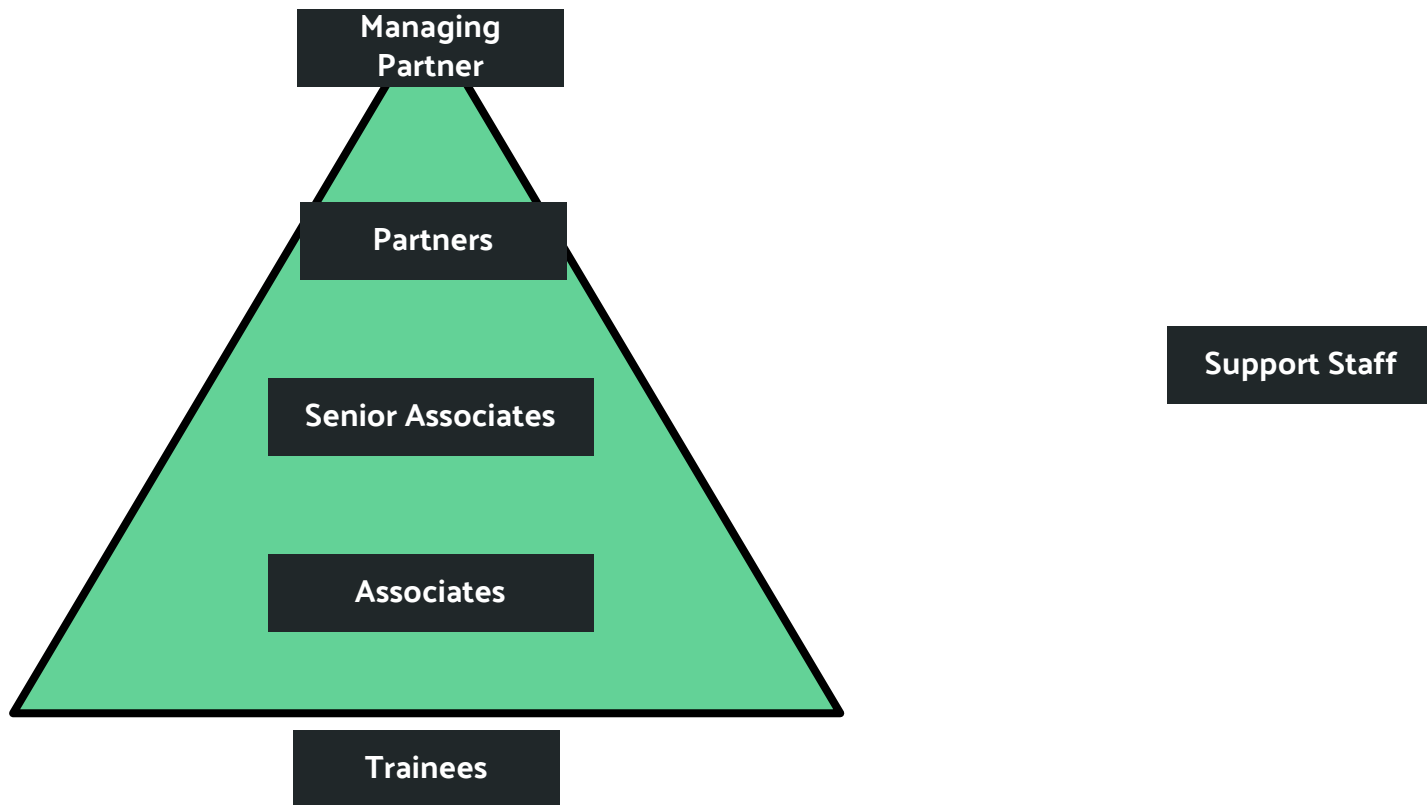 Managing
Partner
Partners
Support Staff
Senior Associates
Associates
Trainees